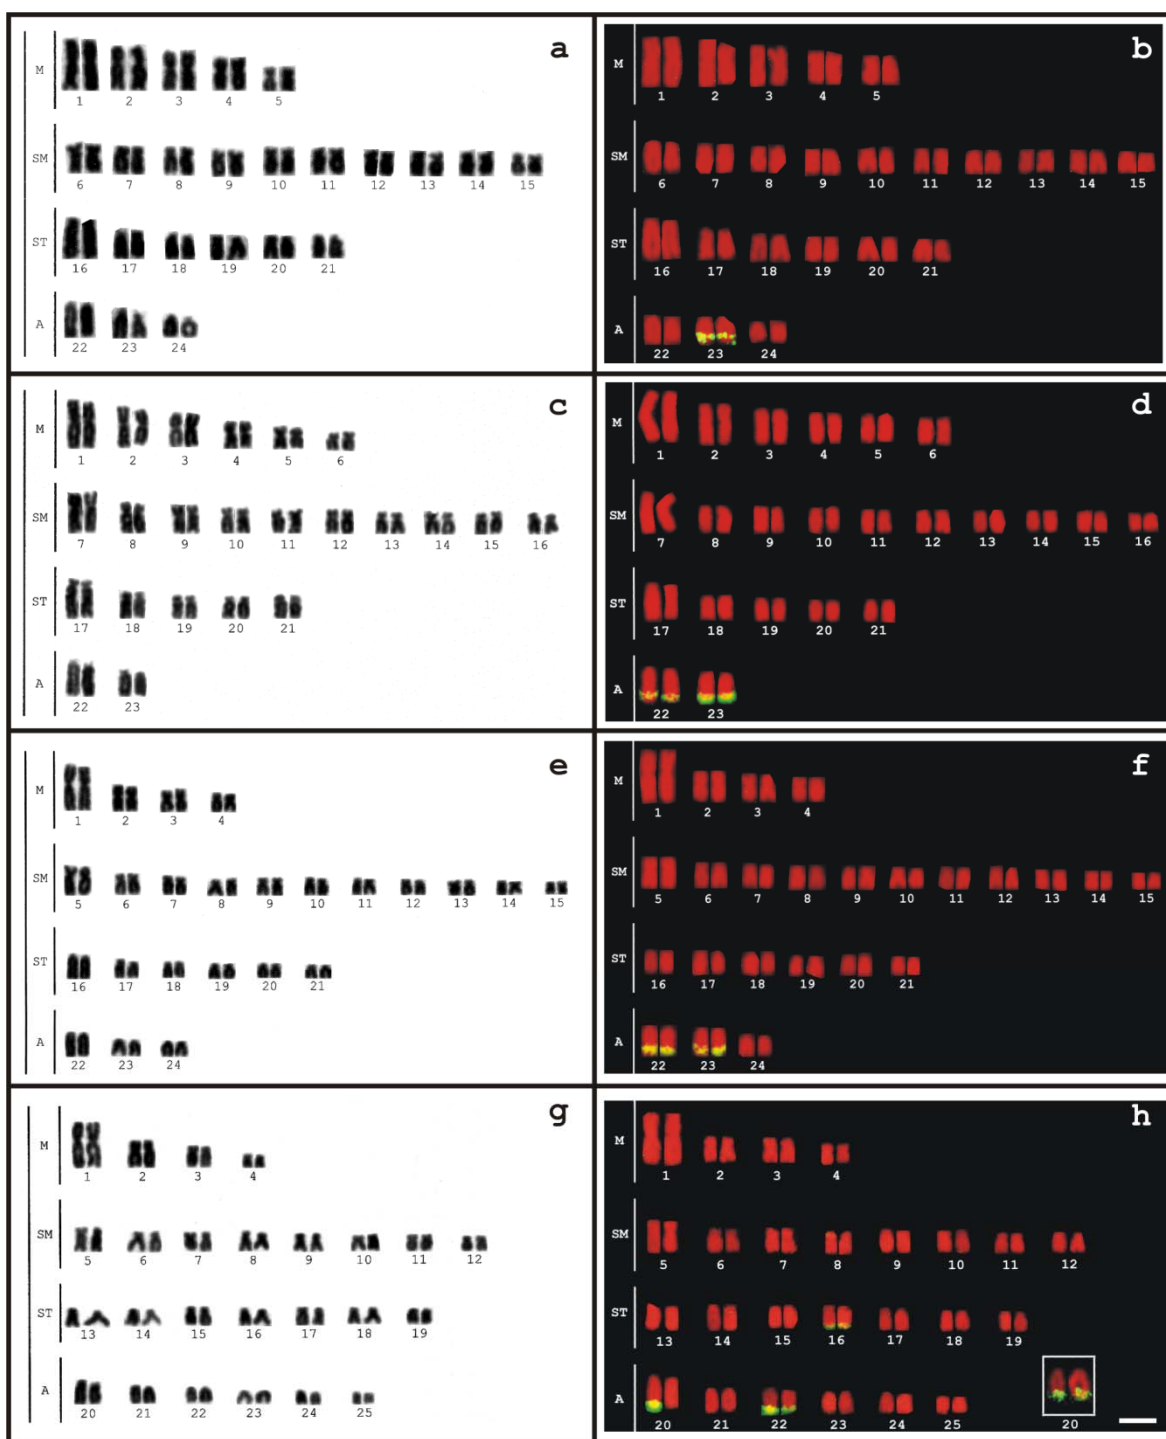 a
M
1 2 3 4 5
SM
6 7 8 9 10 11 12 13 14 15
ST
16 17 18 19 20 21
A
22 23 24
b
M
1 2 3 4 5
SM
6 7 8 9 10 11 12 13 14 15
ST
16 17 18 19 20 21
A
22 23 24
c
M
1 2 3 4 5 6
SM
7 8 9 10 11 12 13 14 15 16
ST
17 18 19 20 21
A
22 23
d
M
1 2 3 4 5 6
SM
7 8 9 10 11 12 13 14 15 16
ST
17 18 19 20 21
A
22 23
e
M
1 2 3 4
SM
5 6 7 8 9 10 11 12 13 14 15
ST
16 17 18 19 20 21
A
22 23 24
f
M
1 2 3 4
SM
5 6 7 8 9 10 11 12 13 14 15
ST
16 17 18 19 20 21
A
22 23 24
g
M
1 2 3 4
SM
5 6 7 8 9 10 11 12
ST
13 14 15 16 17 18 19
A
20 21 22 23 24 25
h
M
1 2 3 4
SM
5 6 7 8 9 10 11 12
ST
13 14 15 16 17 18 19
A
20 21 22 23 24 25 20